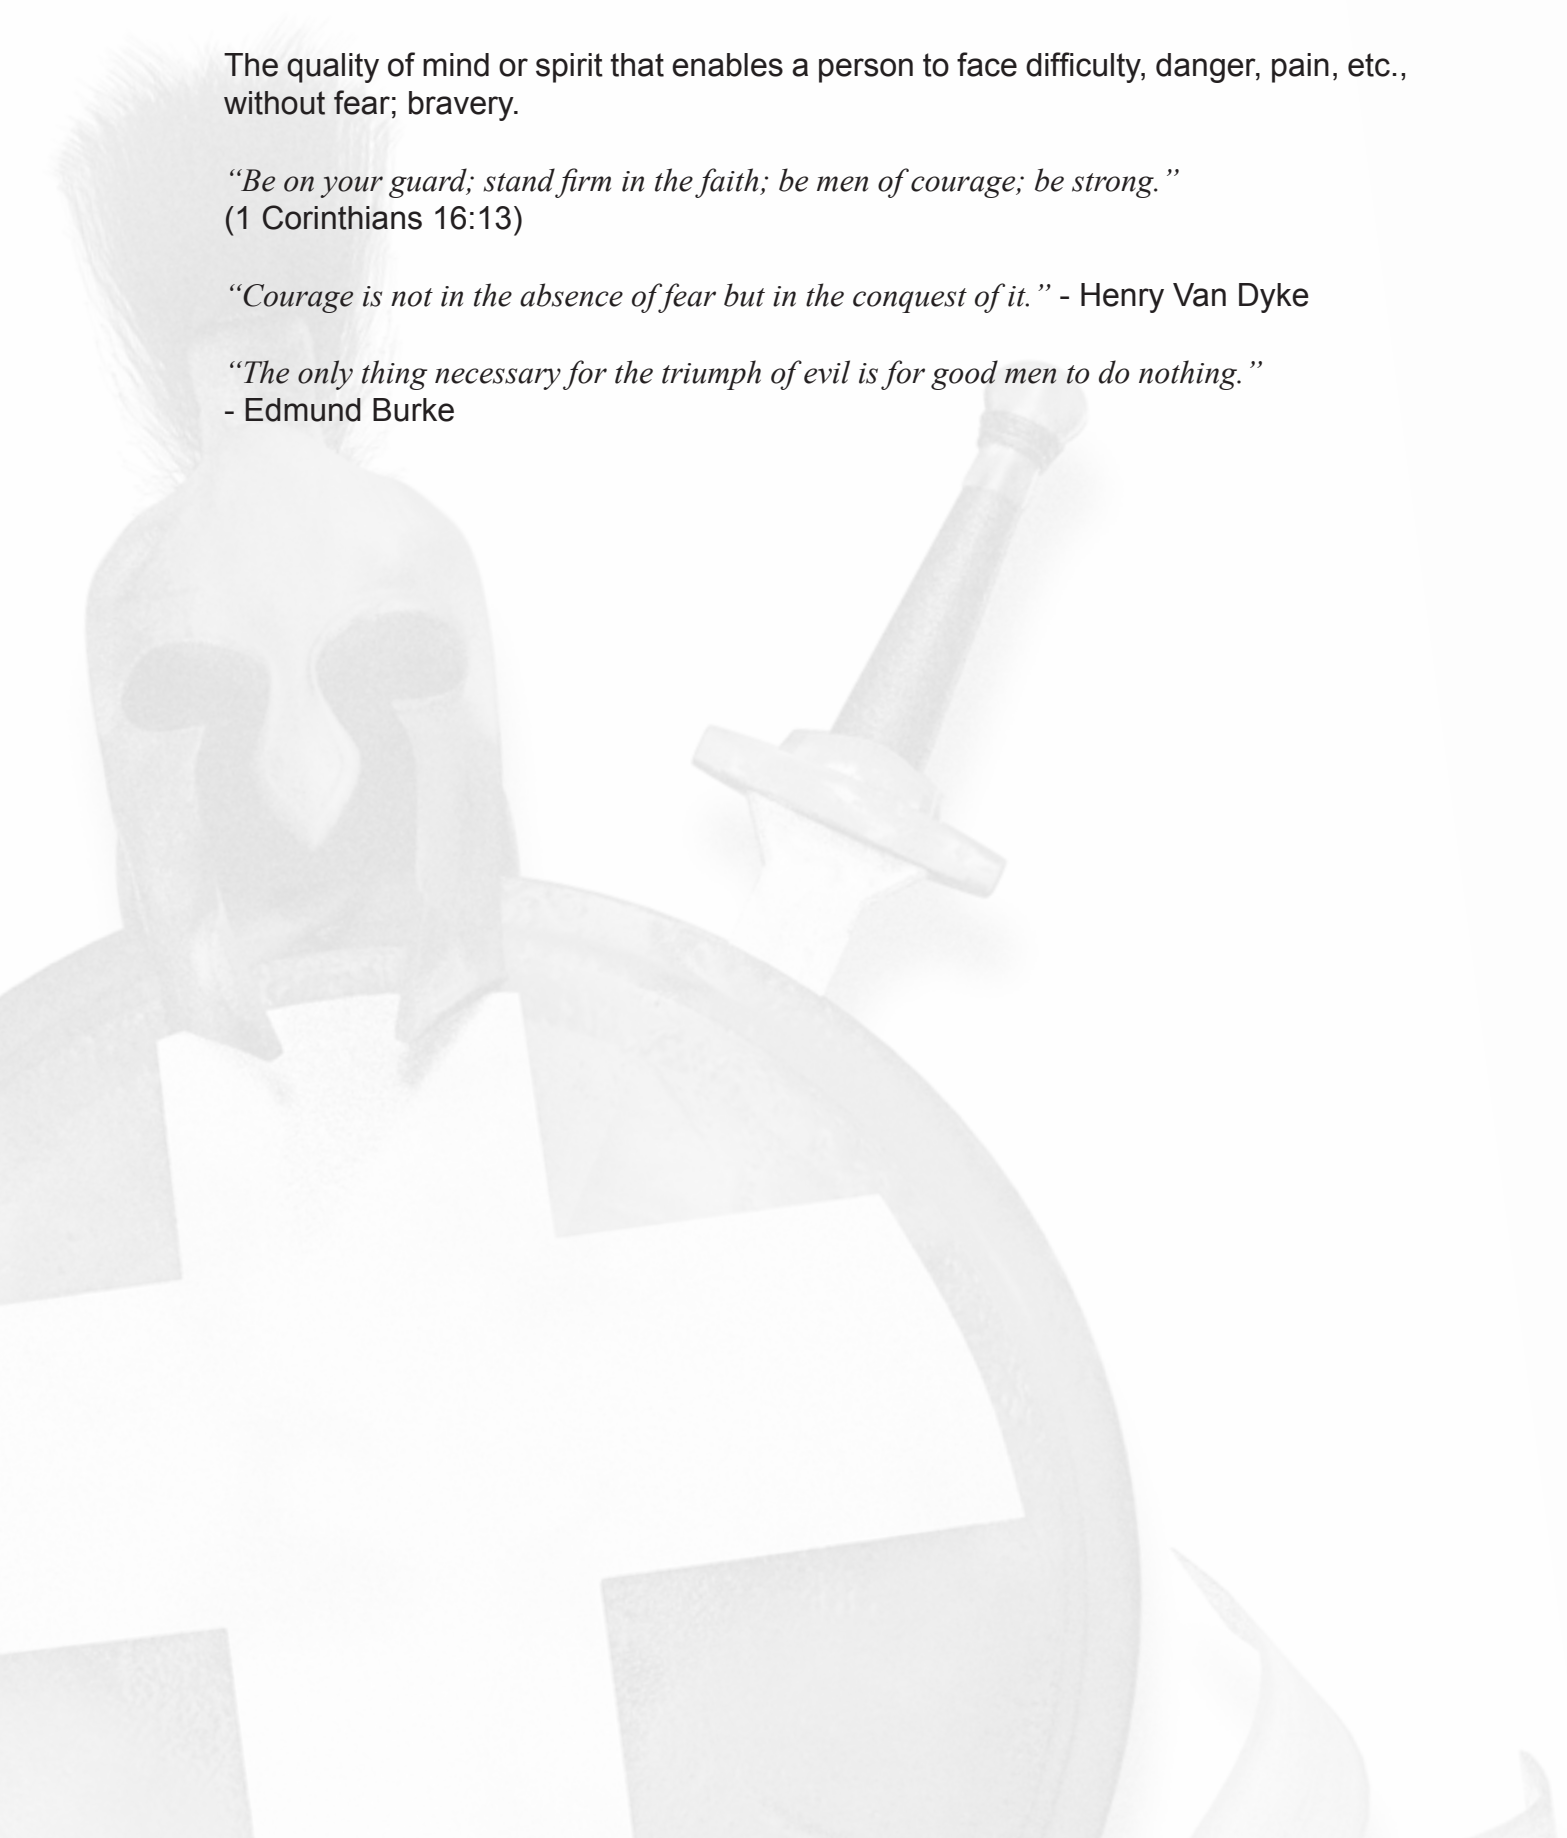 The quality of mind or spirit that enables a person to face difficulty, danger, pain, etc.,
without fear; bravery.
“Be on your guard; stand firm in the faith; be men of courage; be strong.”
(1 Corinthians 16:13)
“Courage is not in the absence of fear but in the conquest of it.” - Henry Van Dyke
“The only thing necessary for the triumph of evil is for good men to do nothing.”
- Edmund Burke